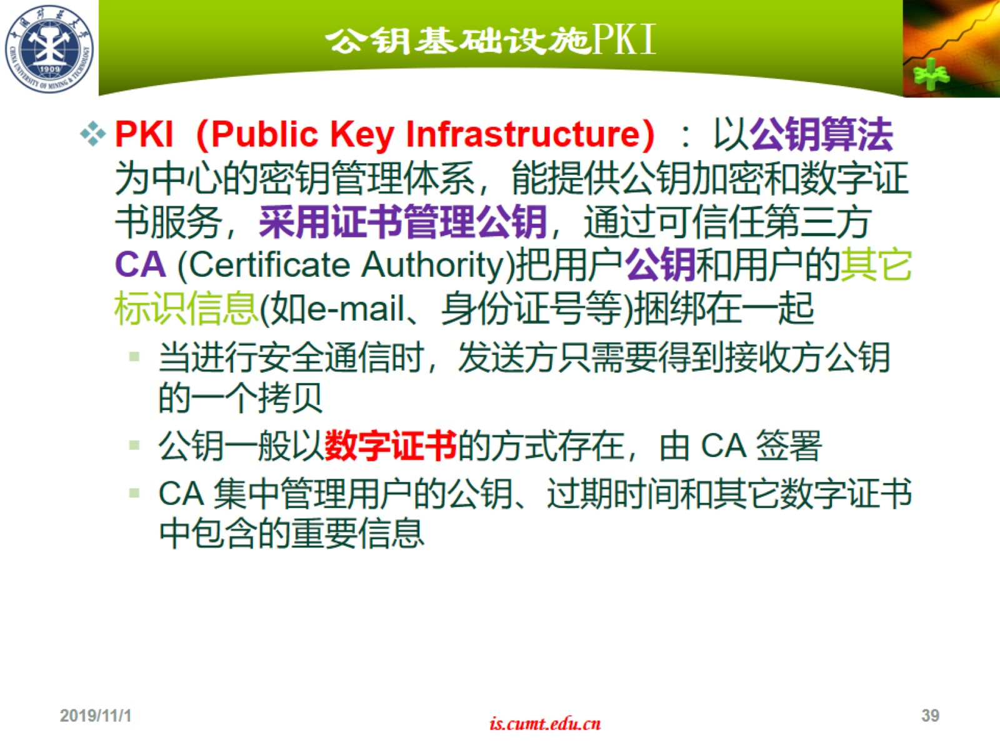 中国矿业大学
CHINA UNIVERSITY OF MINING & TECHNOLOGY
1909
公钥基础设施PKI
PKI（Public Key Infrastructure）：以公钥算法
为中心的密钥管理体系，能提供公钥加密和数字证
书服务，采用证书管理公钥，通过可信任第三方
CA (Certificate Authority)把用户公钥和用户的其它
标识信息(如e-mail、身份证号等)捆绑在一起
当进行安全通信时，发送方只需要得到接收方公钥
的一个拷贝
公钥一般以数字证书的方式存在，由 CA 签署
CA 集中管理用户的公钥、过期时间和其它数字证书
中包含的重要信息
2019/11/1
is.cumt.edu.cn
39